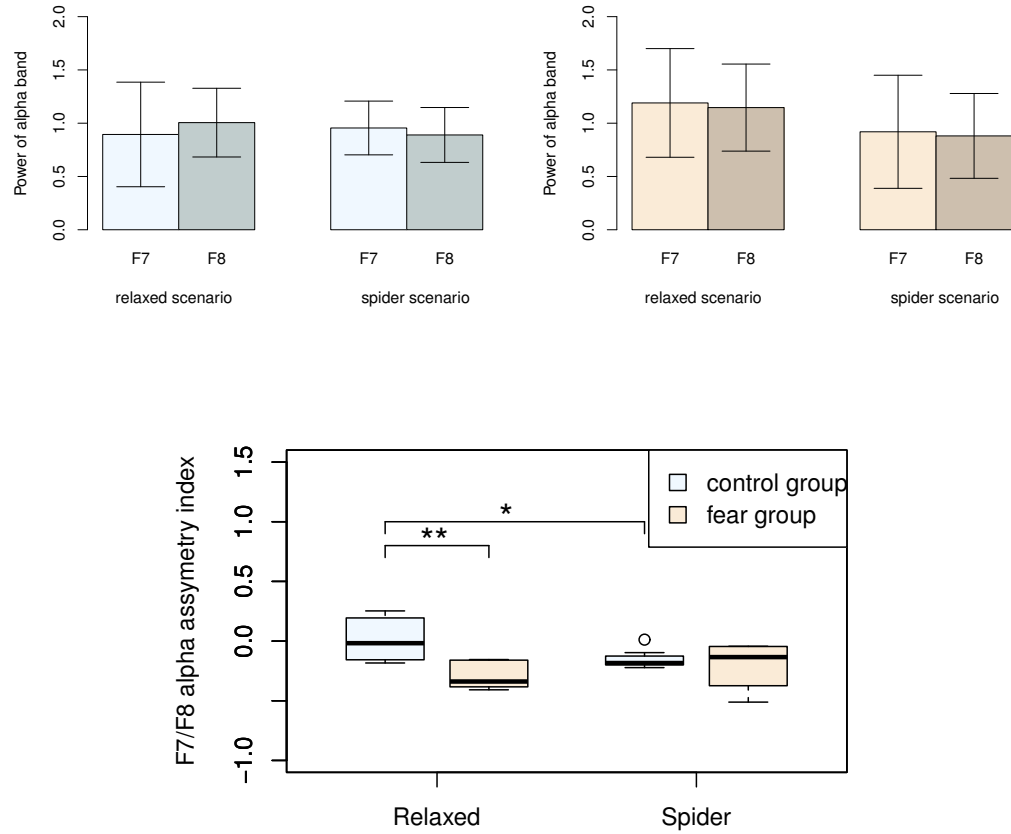 Power of alpha band
2.0
1.5
1.0
0.5
0.0
F7 F8 F7 F8
relaxed scenario spider scenario
Power of alpha band
2.0
1.5
1.0
0.5
0.0
F7 F8 F7 F8
relaxed scenario spider scenario
F7/F8 alpha assymetry index
1.5
1.0
0.5
0.0
−1.0
control group
fear group
*
**
Relaxed Spider